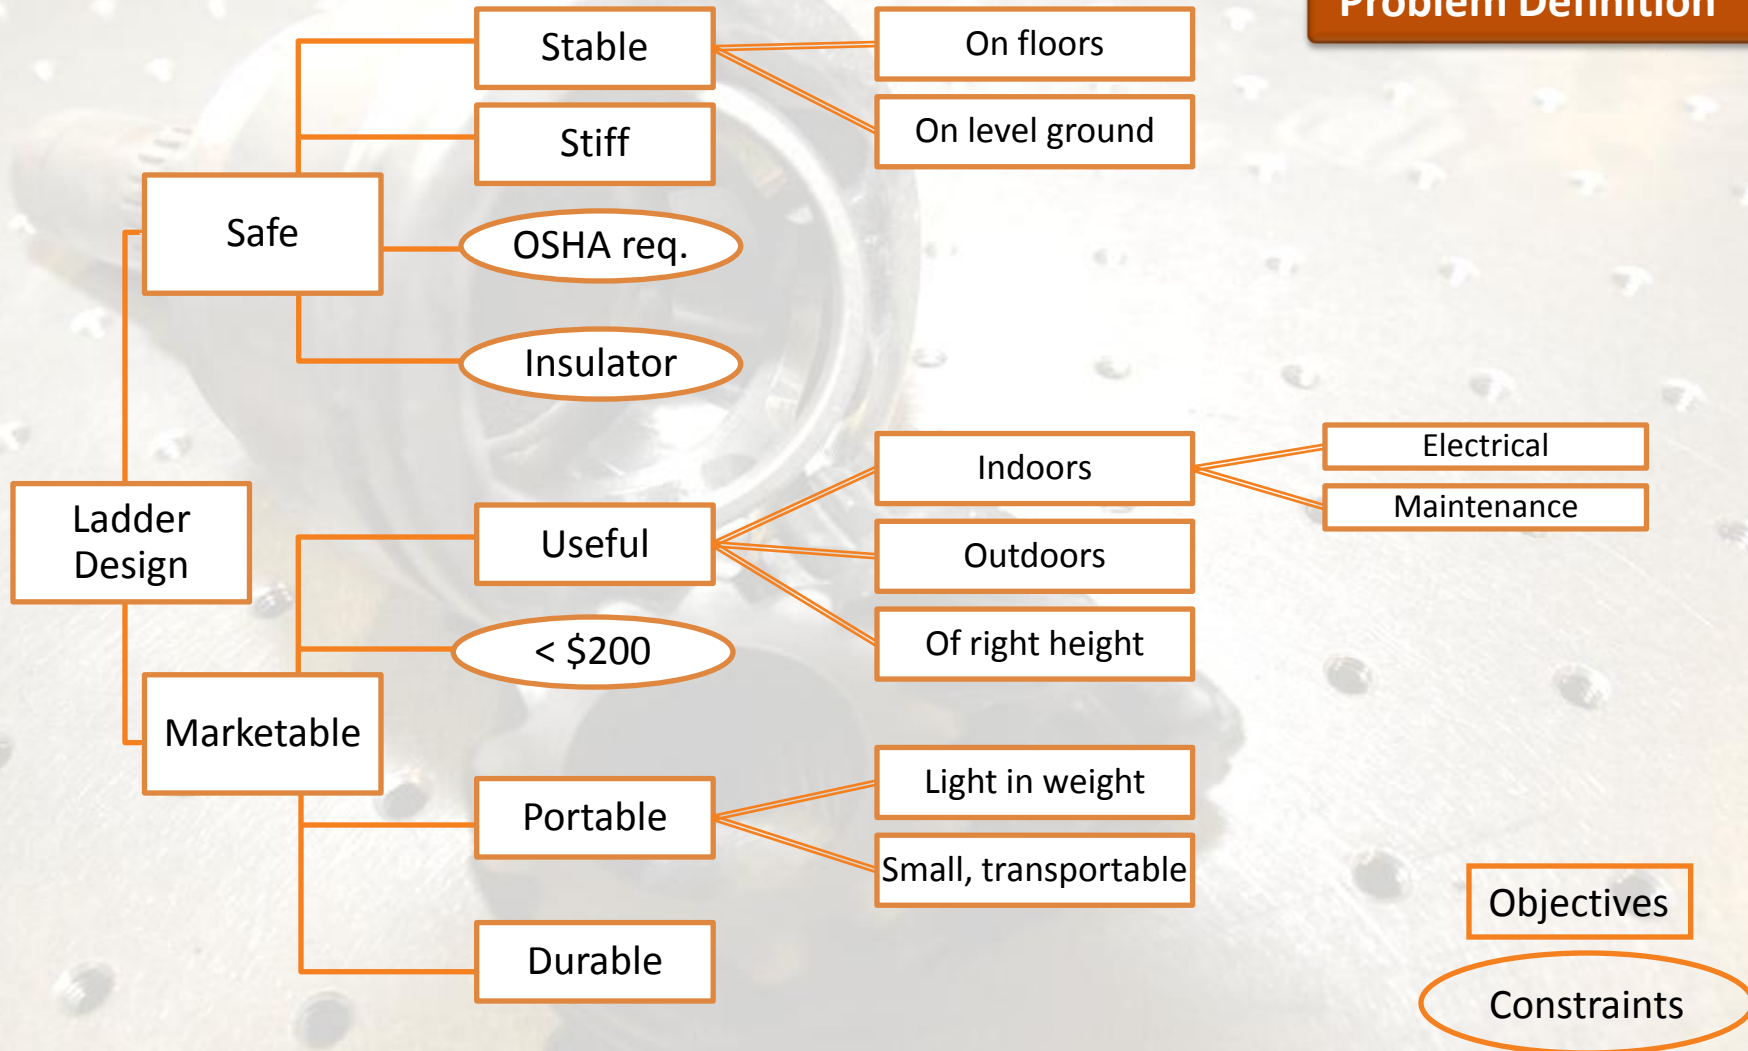 Problem Definition
Stable
On floors
On level ground
Stiff
Safe
OSHA req.
Insulator
Ladder
Design
Useful
Indoors
Electrical
Maintenance
Outdoors
Of right height
< $200
Marketable
Portable
Light in weight
Small, transportable
Durable
Objectives
Constraints